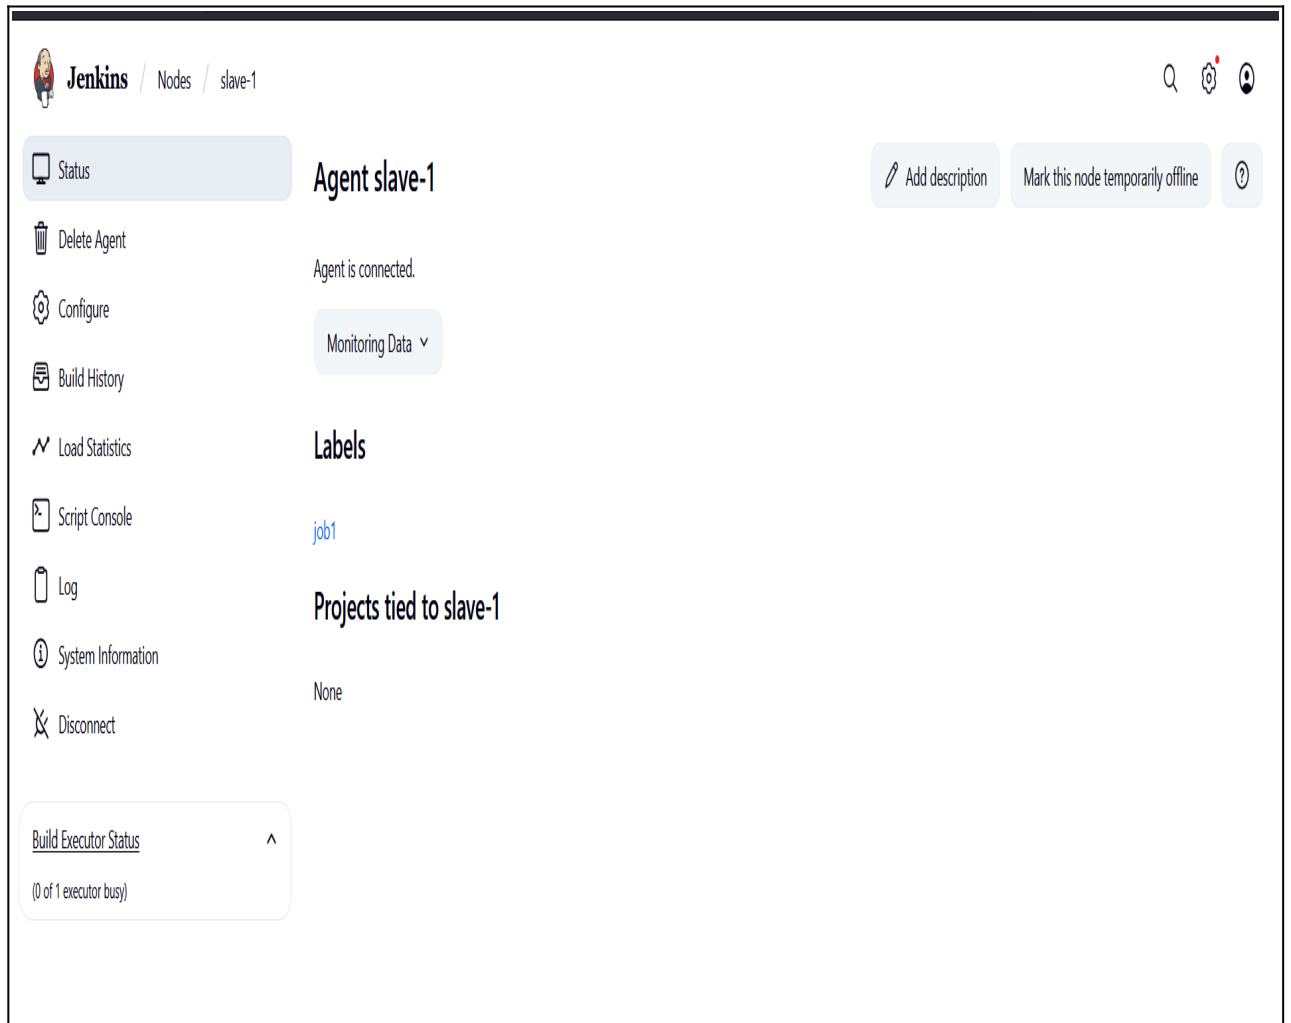 Jenkins / Nodes / slave-1
Status
Delete Agent
Configure
Build History
Load Statistics
Script Console
Log
System Information
Disconnect
Build Executor Status
(0 of 1 executor busy)
Agent slave-1
Add description
Mark this node temporarily offline
Agent is connected.
Monitoring Data
Labels
job1
Projects tied to slave-1
None